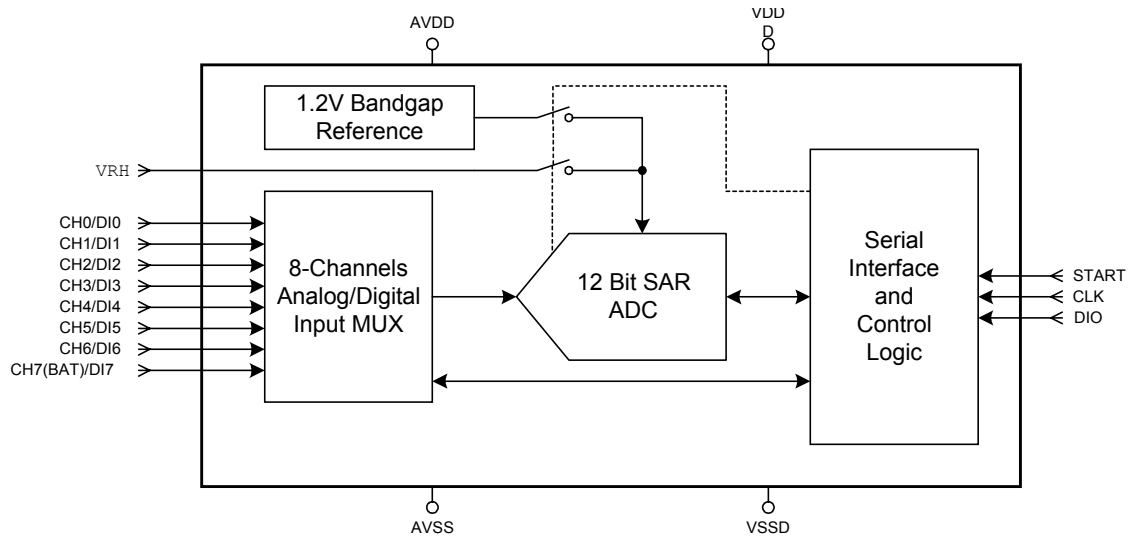 AVDD
VDD
D
1.2V Bandgap
Reference
VRH
CH0/DI0
CH1/DI1
CH2/DI2
CH3/DI3
CH4/DI4
CH5/DI5
CH6/DI6
CH7(BAT)/DI7
8-Channels
Analog/Digital
Input MUX
12 Bit SAR
ADC
Serial
Interface
and
Control
Logic
START
CLK
DIO
AVSS
VSSD